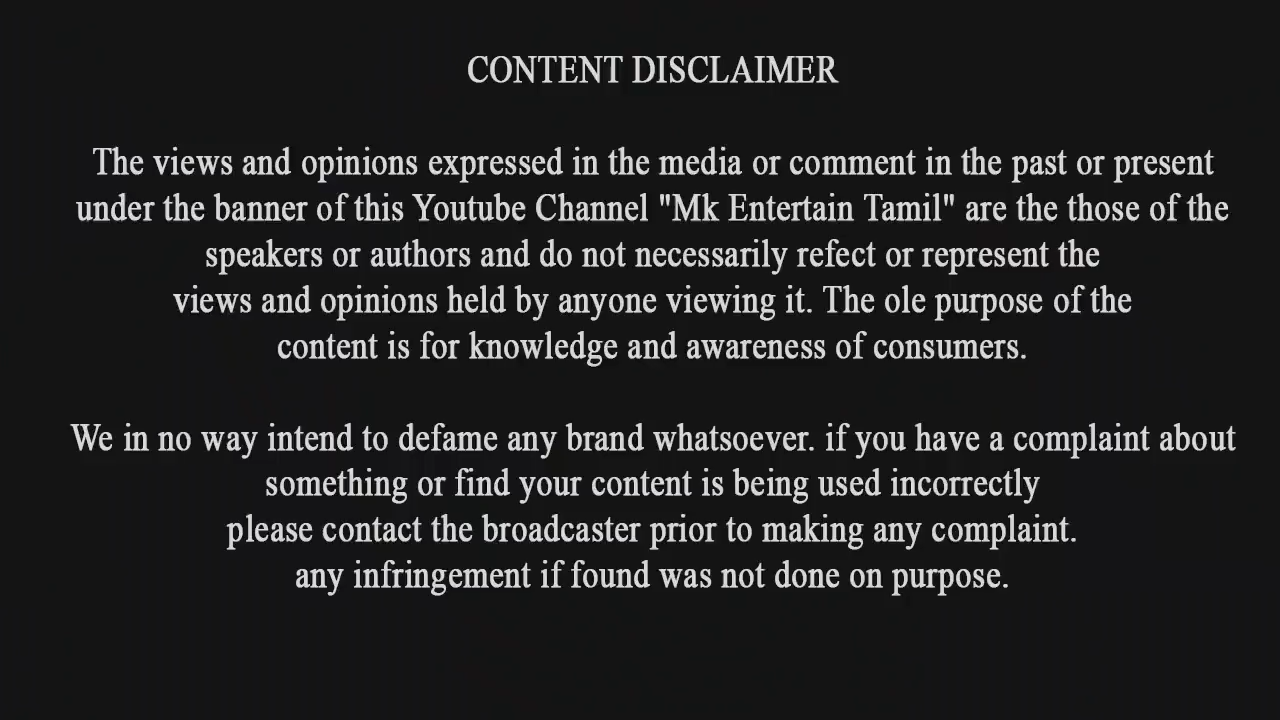 CONTENT DISCLAIMER
The views and opinions expressed in the media or comment in the past or present
under the banner of this Youtube Channel "Mk Entertain Tamil" are the those of the
speakers or authors and do not necessarily refect or represent the
views and opinions held by anyone viewing it. The ole purpose of the
content is for knowledge and awareness of consumers.
We in no way intend to defame any brand whatsoever. if you have a complaint about
something or find your content is being used incorrectly
please contact the broadcaster prior to making any complaint.
any infringement if found was not done on purpose.